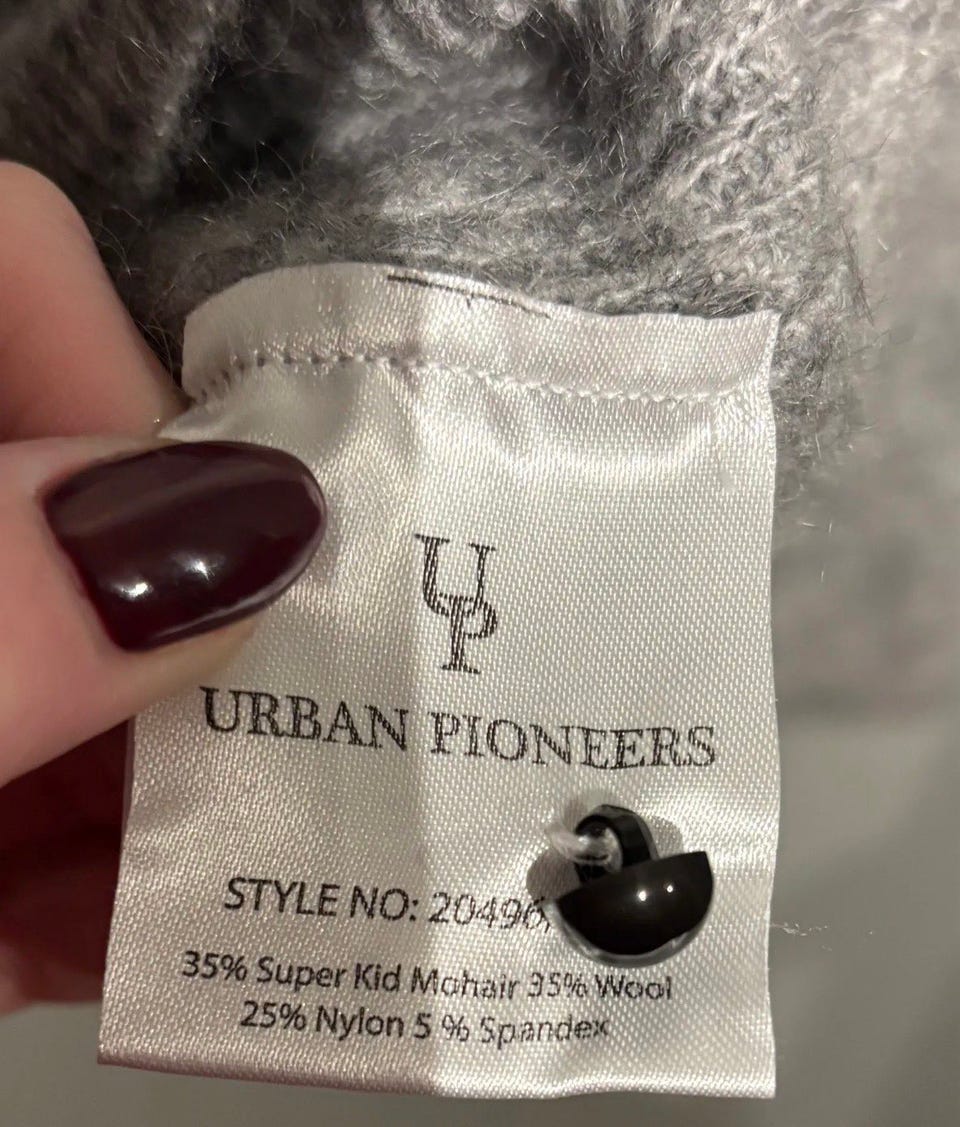 UP
URBAN PIONEERS
STYLE NO: 20496,
35% Super Kid Mohair 35% Wool
25% Nylon 5 % Spandex